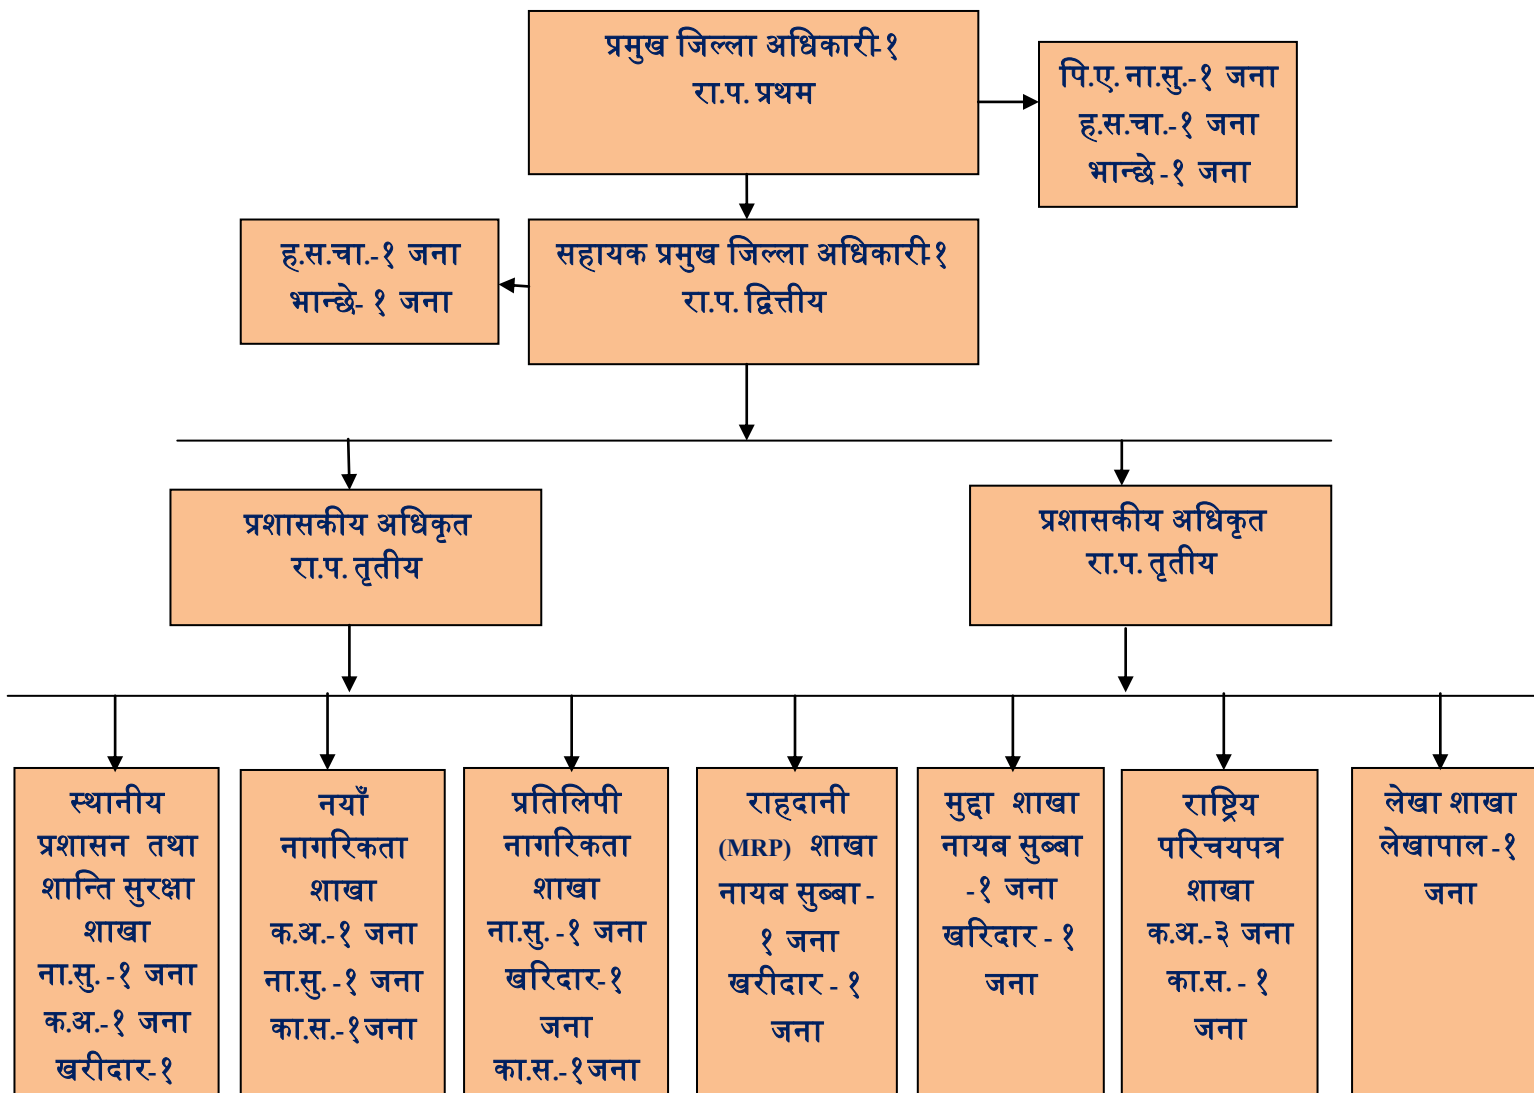 प्रमुख जिल्ला अधिकारी-१
रा.प. प्रथम
पि.ए. ना.सु.-१ जना
ह.स.चा.-१ जना
भान्छे -१ जना
ह.स.चा.-१ जना
भान्छे- १ जना
सहायक प्रमुख जिल्ला अधिकारी-१
रा.प. द्वित्तीय
प्रशासकीय अधिकृत
रा.प. तृतीय
प्रशासकीय अधिकृत
रा.प. तृतीय
स्थानीय
प्रशासन तथा
शान्ति सुरक्षा
शाखा
ना.सु. -१ जना
क.अ.-१ जना
खरीदार-१
नयाँ
नागरिकता
शाखा
क.अ.-१ जना
ना.सु. -१ जना
का.स.-१जना
प्रतिलिपी
नागरिकता
शाखा
ना.सु. -१ जना
खरिदार-१
जना
का.स.-१जना
राहदानी
(MRP) शाखा
नायब सुब्बा -
१ जना
खरीदार - १
जना
मुद्दा शाखा
नायब सुब्बा
-१ जना
खरिदार - १
जना
राष्ट्रिय
परिचयपत्र
शाखा
क.अ.-३ जना
का.स. - १
जना
लेखा शाखा
लेखापाल -१
जना